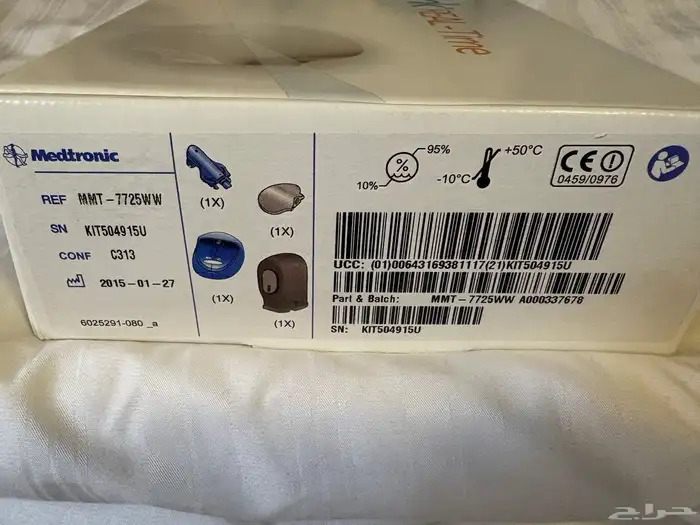 REAL-Time
Medtronic
REF MMT-7725WW
SN KIT504915U
CONF C313
2015-01-27
6025291-080 _a
(1X)
(1X)
(1X)
(1X)
95%
10%
+50°C
-10°C
CE
0459/0976
UCC: (01)00643169381117(21)KIT504915U
Part & Batch: MMT-7725WW A000337678
SN: KIT504915U
حراج